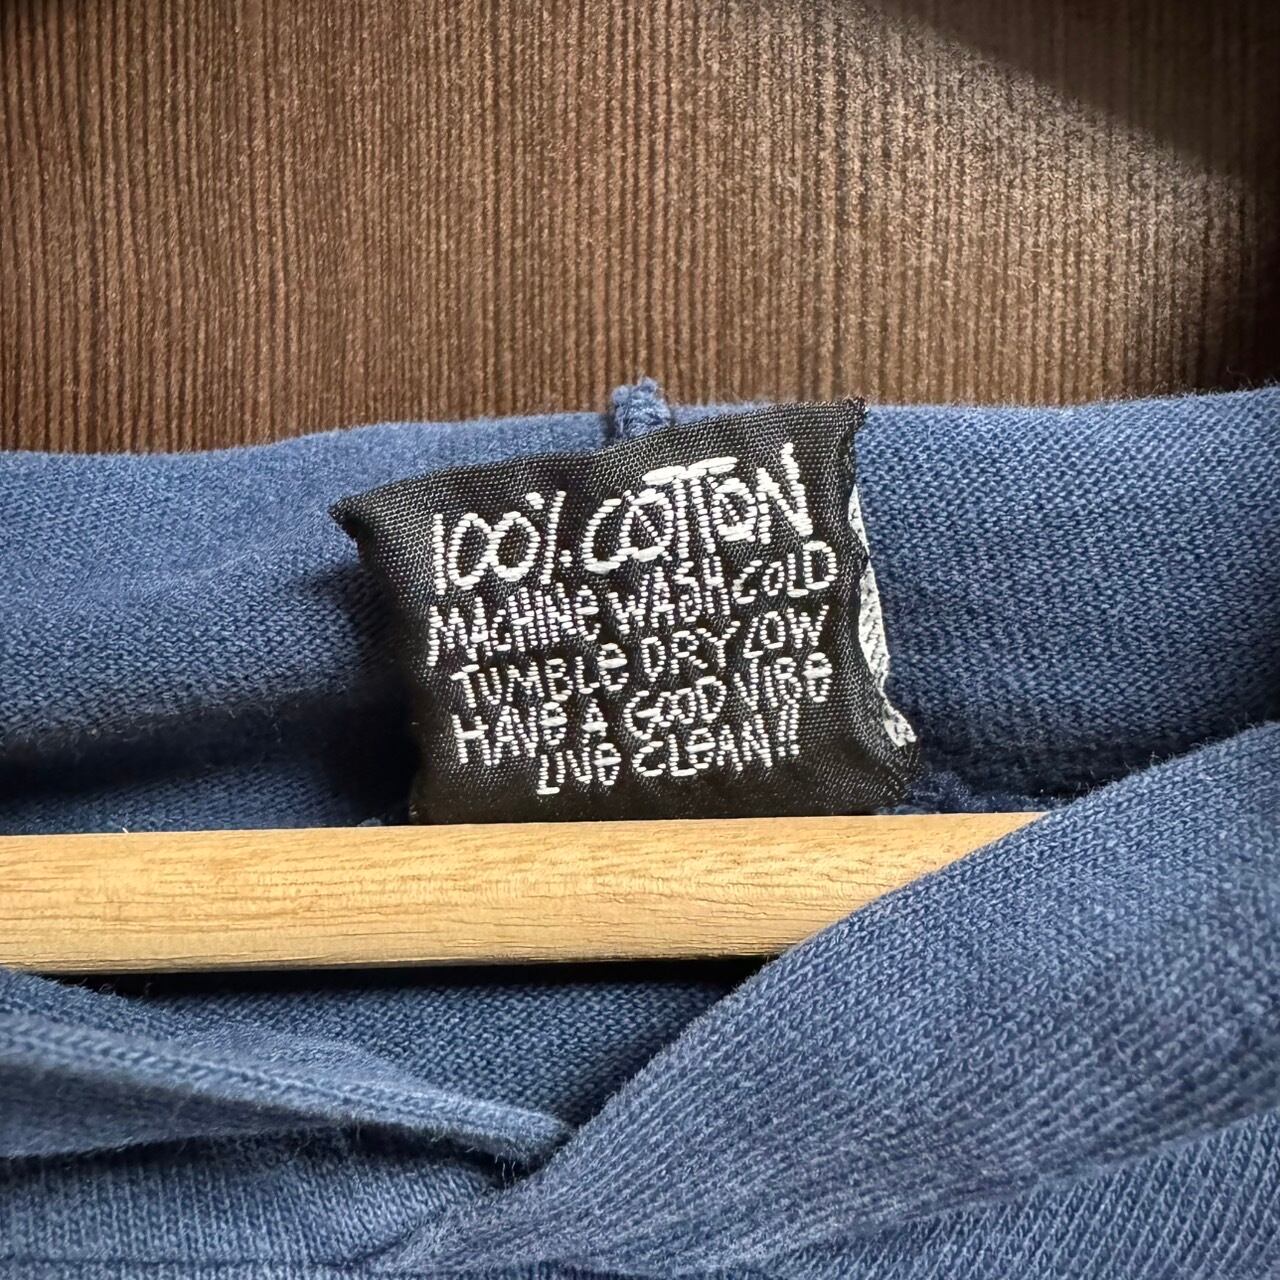 100% COTTON
MACHINE WASH COLD
TUMBLE DRY LOW
HAVE A GOOD VIBE
LIVE CLEAN!!